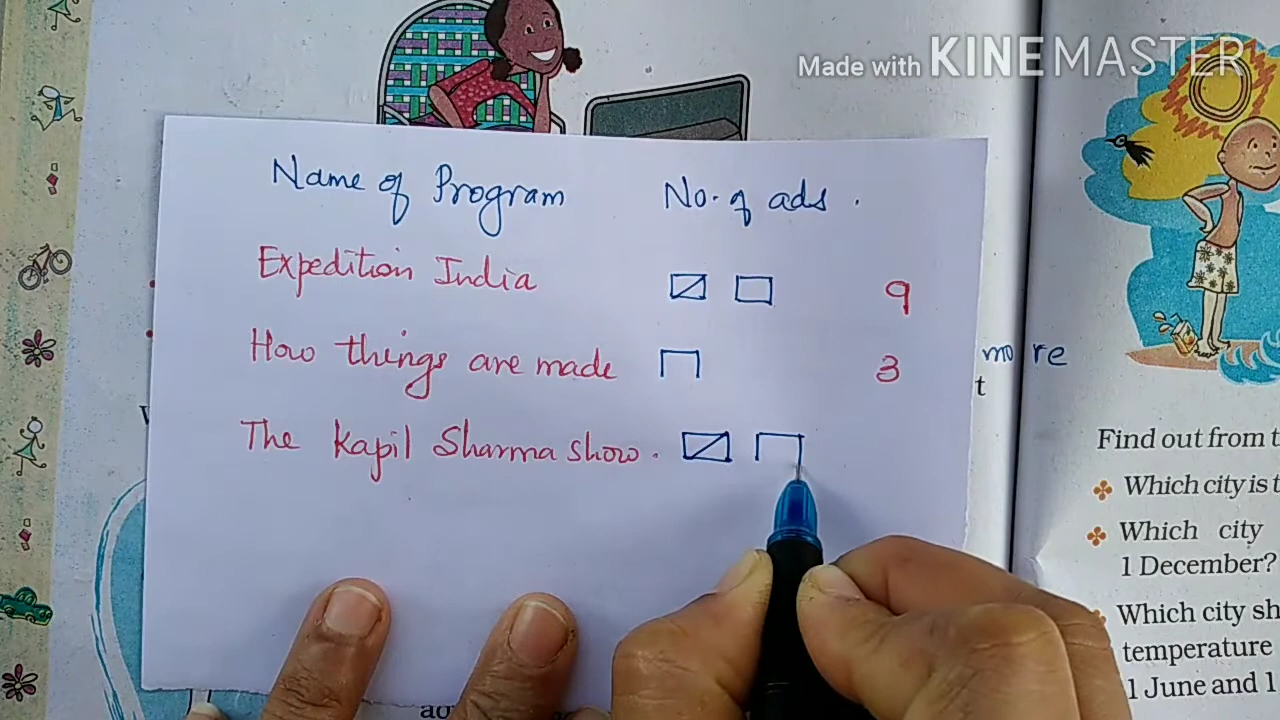 Made with KINEMASTER
Name of Program No. of ads.
Expedition India 9
How things are made 3
more
t
The Kapil Sharma show.
Find out from t
Which city is t
Which city
1 December?
Which city sh
temperature
1 June and 1